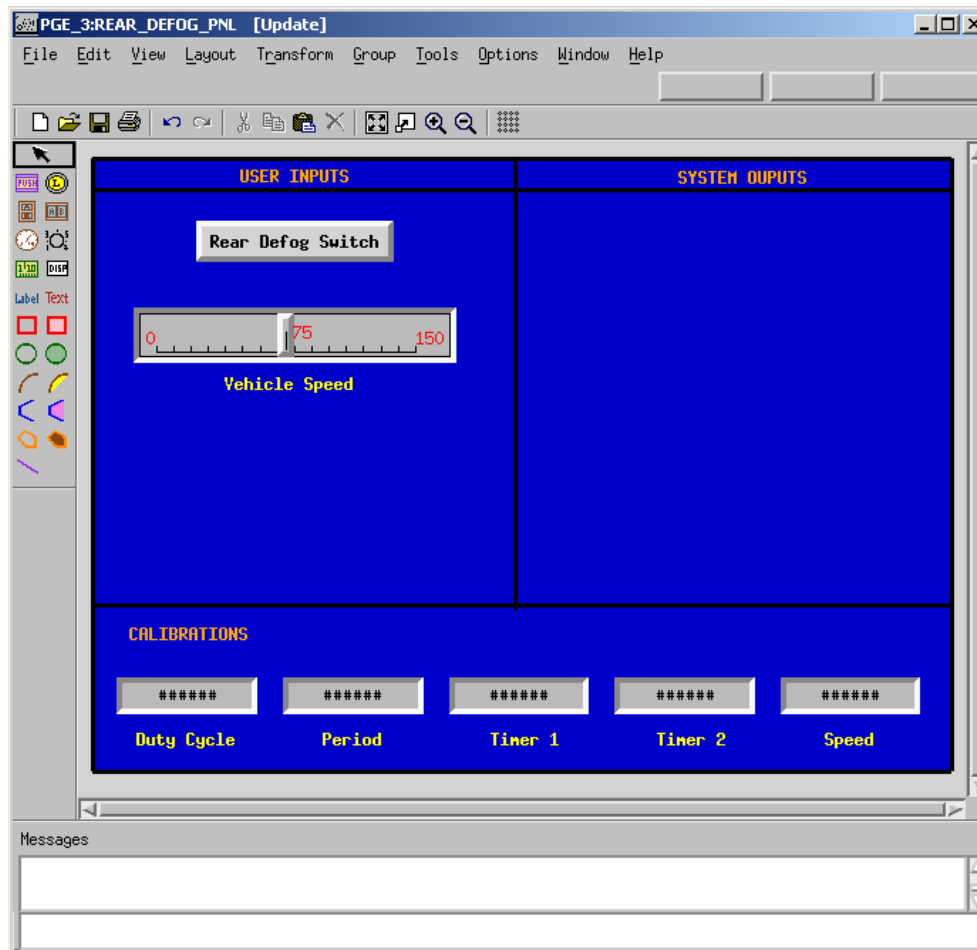 PGE_3:REAR_DEFOG_PNL [Update]
File Edit View Layout Transform Group Tools Options Window Help
PUSH L
A B
DISP
Label Text
USER INPUTS
SYSTEM OUPUTS
Rear Defog Switch
0 75 150
Vehicle Speed
CALIBRATIONS
###### ###### ###### ###### ######
Duty Cycle Period Timer 1 Timer 2 Speed
Messages